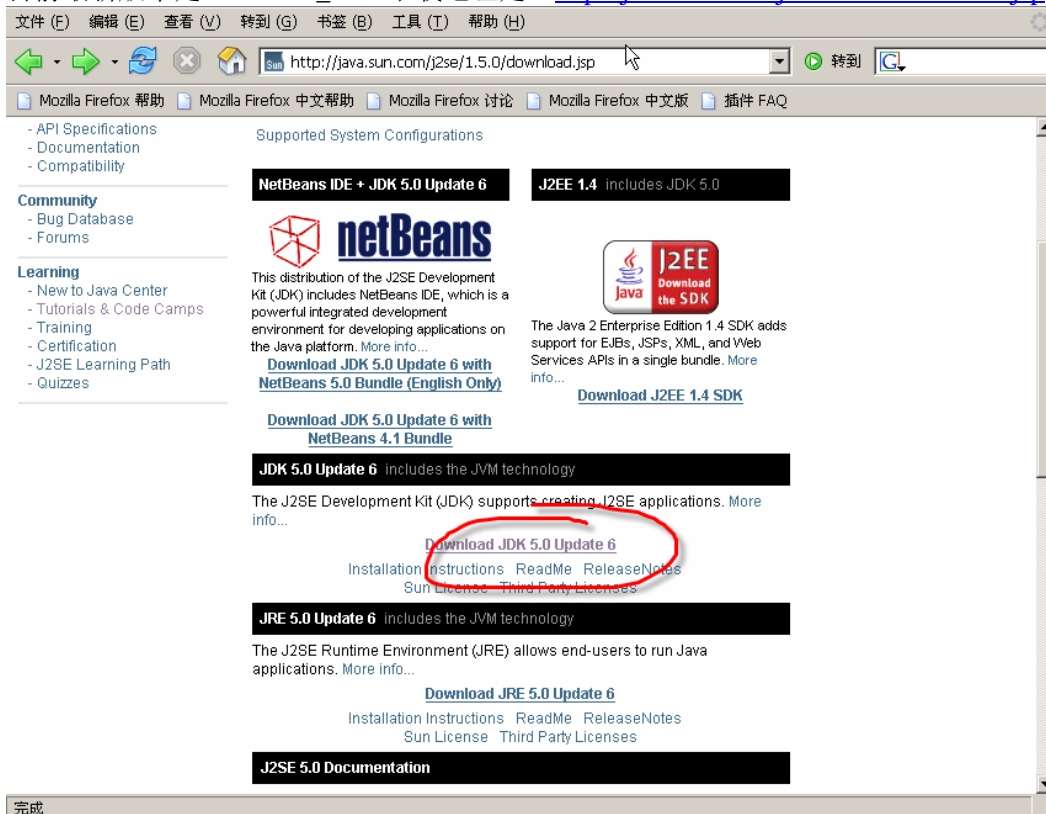 文件 (F) 编辑 (E) 查看 (V) 转到 (G) 书签 (B) 工具 (T) 帮助 (H)
http://java.sun.com/j2se/1.5.0/download.jsp
转到
Mozilla Firefox 帮助 Mozilla Firefox 中文帮助 Mozilla Firefox 讨论 Mozilla Firefox 中文版 插件 FAQ
- API Specifications
- Documentation
- Compatibility
Community
- Bug Database
- Forums
Learning
- New to Java Center
- Tutorials & Code Camps
- Training
- Certification
- J2SE Learning Path
- Quizzes
Supported System Configurations
NetBeans IDE + JDK 5.0 Update 6
netBeans
This distribution of the J2SE Development
Kit (JDK) includes NetBeans IDE, which is a
powerful integrated development
environment for developing applications on
the Java platform. More info...
Download JDK 5.0 Update 6 with
NetBeans 5.0 Bundle (English Only)
Download JDK 5.0 Update 6 with
NetBeans 4.1 Bundle
J2EE 1.4 includes JDK 5.0
Java
J2EE
Download
the SDK
The Java 2 Enterprise Edition 1.4 SDK adds
support for EJBs, JSPs, XML, and Web
Services APIs in a single bundle. More
info...
Download J2EE 1.4 SDK
JDK 5.0 Update 6 includes the JVM technology
The J2SE Development Kit (JDK) supports creating J2SE applications. More
info...
Download JDK 5.0 Update 6
Installation Instructions ReadMe ReleaseNotes
Sun License Third Party Licenses
JRE 5.0 Update 6 includes the JVM technology
The J2SE Runtime Environment (JRE) allows end-users to run Java
applications. More info...
Download JRE 5.0 Update 6
Installation Instructions ReadMe ReleaseNotes
Sun License Third Party Licenses
J2SE 5.0 Documentation
完成